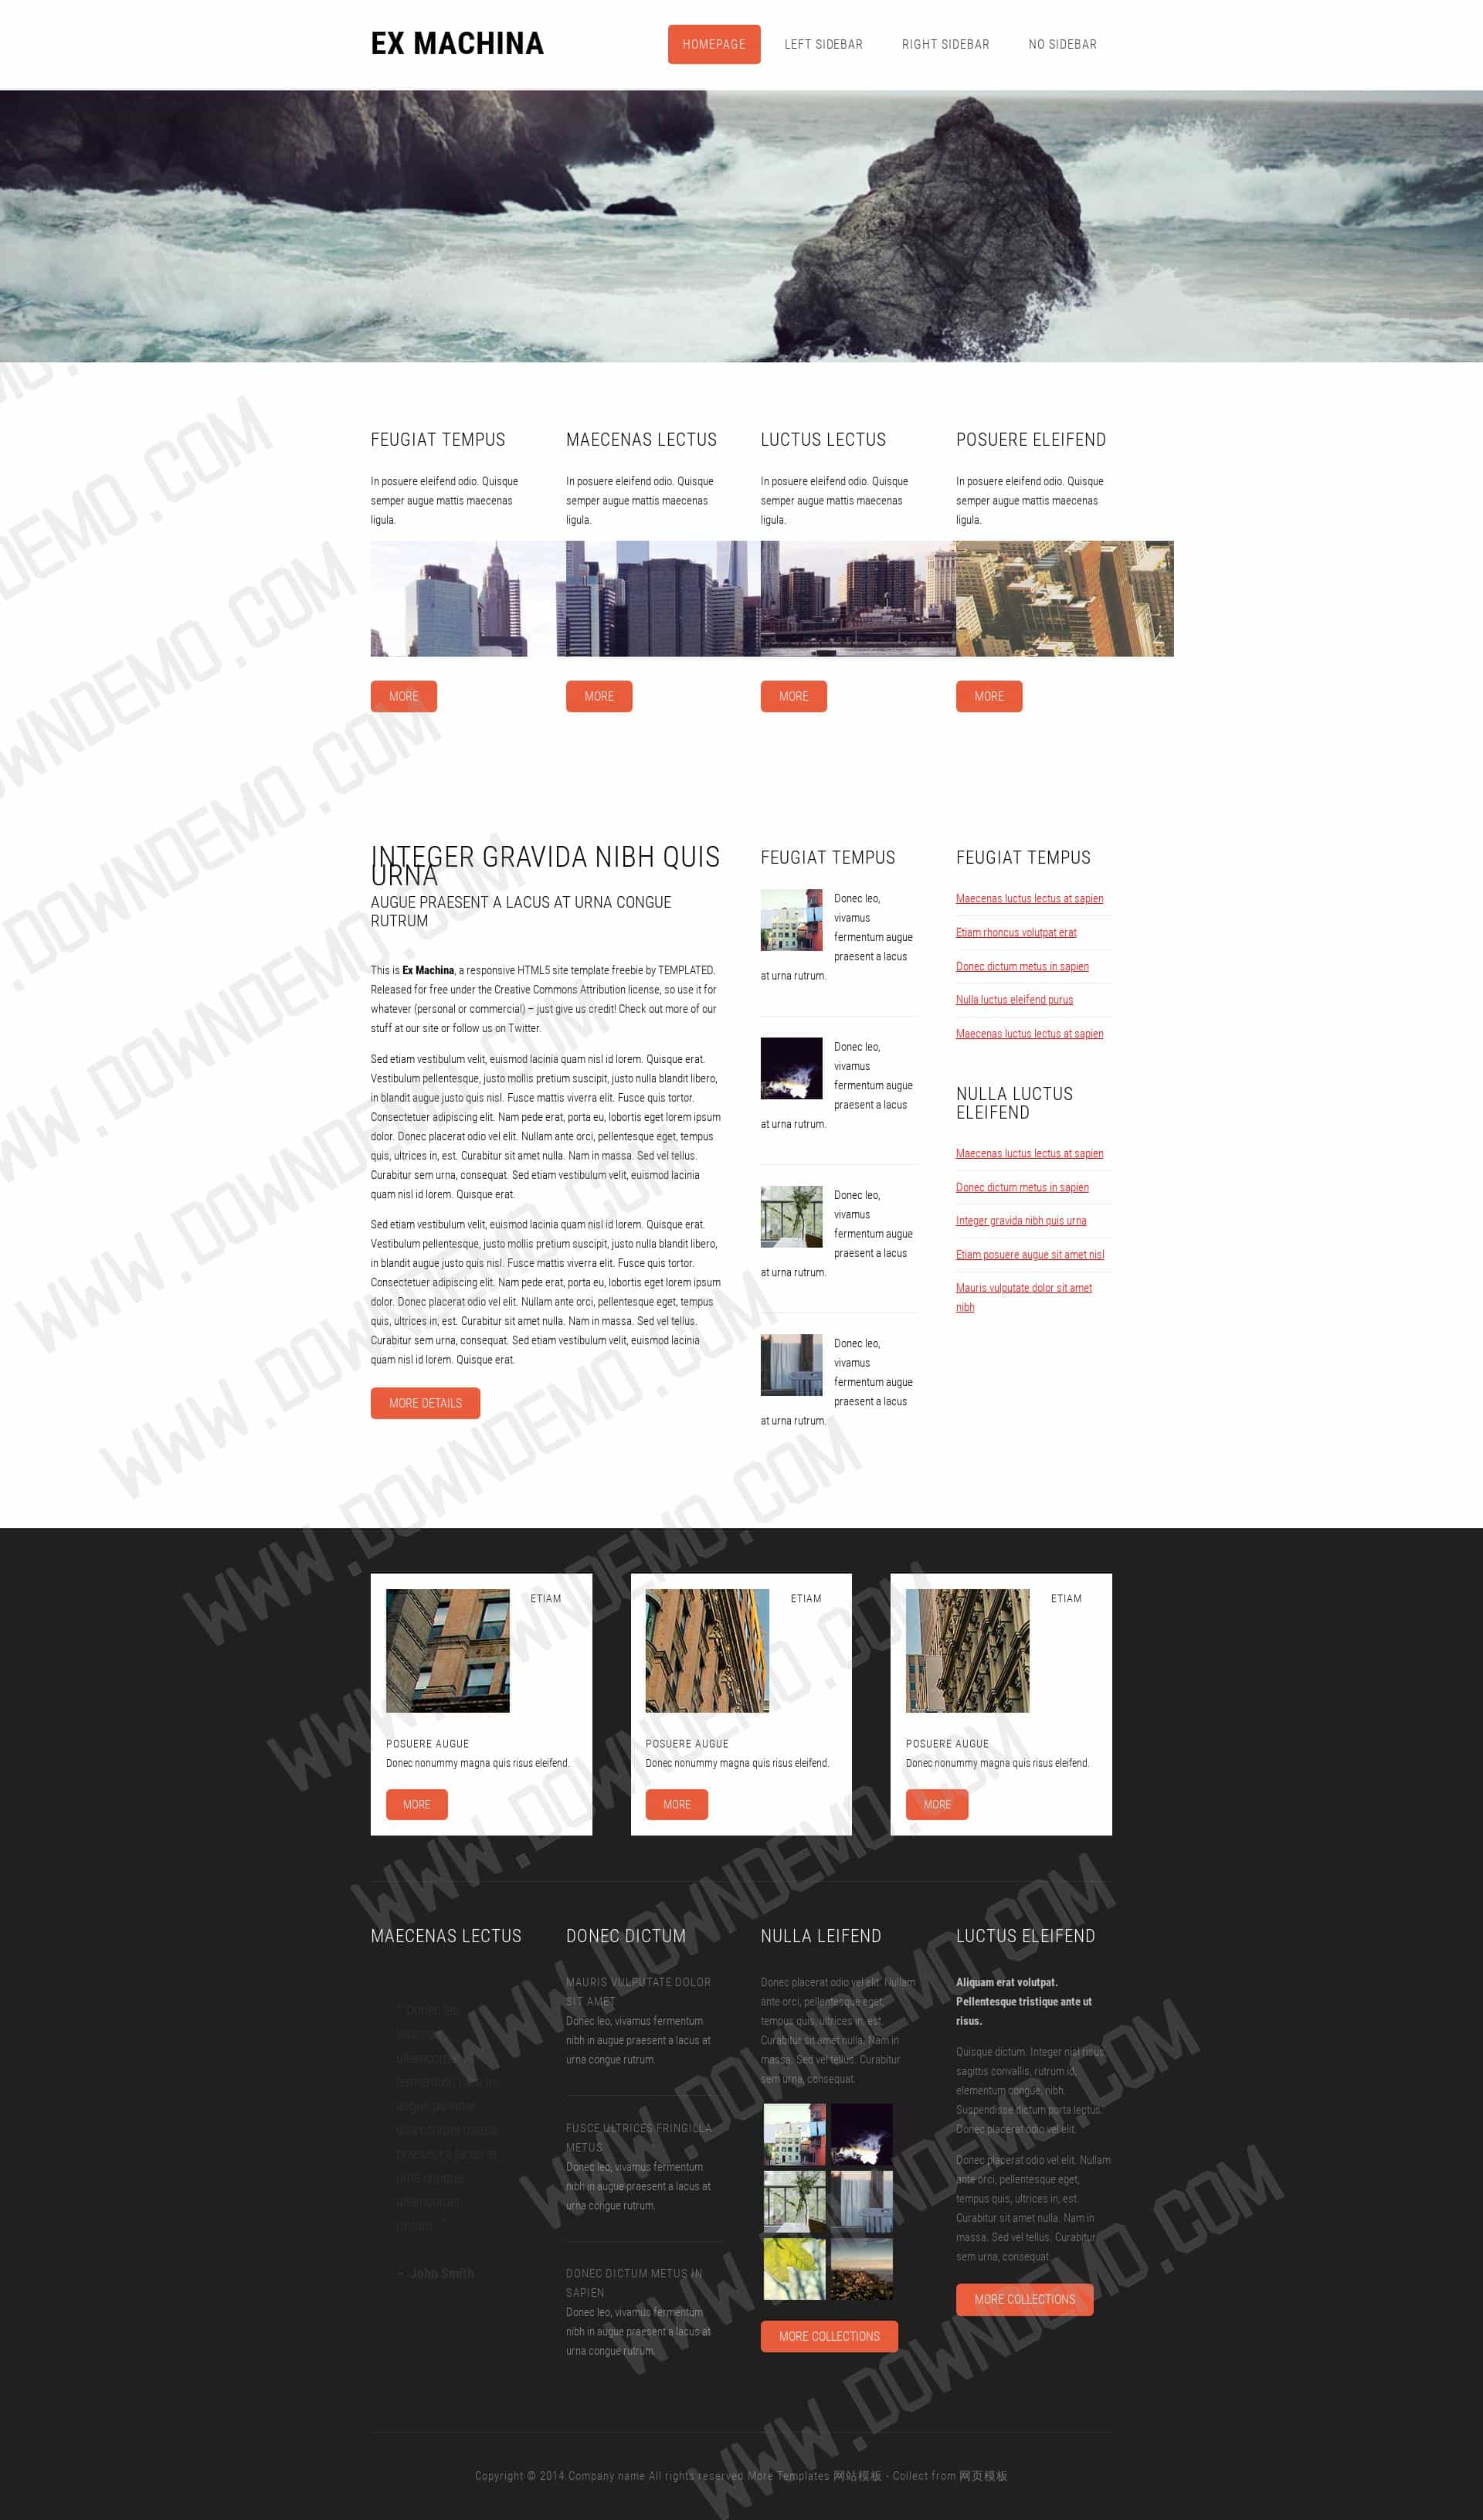 EX MACHINA
HOMEPAGE
LEFT SIDEBAR
RIGHT SIDEBAR
NO SIDEBAR
FEUGIAT TEMPUS
In posuere eleifend odio. Quisque
semper augue mattis maecenas
ligula.
MORE
MAECENAS LECTUS
In posuere eleifend odio. Quisque
semper augue mattis maecenas
ligula.
MORE
LUCTUS LECTUS
In posuere eleifend odio. Quisque
semper augue mattis maecenas
ligula.
MORE
POSUERE ELEIFEND
In posuere eleifend odio. Quisque
semper augue mattis maecenas
ligula.
MORE
INTEGER GRAVIDA NIBH QUIS
URNA
AUGUE PRAESENT A LACUS AT URNA CONGUE
RUTRUM
This is Ex Machina, a responsive HTML5 site template freebie by TEMPLATED.
Released for free under the Creative Commons Attribution license, so use it for
whatever (personal or commercial) – just give us credit! Check out more of our
stuff at our site or follow us on Twitter.
Sed etiam vestibulum velit, euismod lacinia quam nisl id lorem. Quisque erat.
Vestibulum pellentesque, justo mollis pretium suscipit, justo nulla blandit libero,
in blandit augue justo quis nisl. Fusce mattis viverra elit. Fusce quis tortor.
Consectetuer adipiscing elit. Nam pede erat, porta eu, lobortis eget lorem ipsum
dolor. Donec placerat odio vel elit. Nullam ante orci, pellentesque eget, tempus
quis, ultrices in, est. Curabitur sit amet nulla. Nam in massa. Sed vel tellus.
Curabitur sem urna, consequat. Sed etiam vestibulum velit, euismod lacinia
quam nisl id lorem. Quisque erat.
Sed etiam vestibulum velit, euismod lacinia quam nisl id lorem. Quisque erat.
Vestibulum pellentesque, justo mollis pretium suscipit, justo nulla blandit libero,
in blandit augue justo quis nisl. Fusce mattis viverra elit. Fusce quis tortor.
Consectetuer adipiscing elit. Nam pede erat, porta eu, lobortis eget lorem ipsum
dolor. Donec placerat odio vel elit. Nullam ante orci, pellentesque eget, tempus
quis, ultrices in, est. Curabitur sit amet nulla. Nam in massa. Sed vel tellus.
Curabitur sem urna, consequat. Sed etiam vestibulum velit, euismod lacinia
quam nisl id lorem. Quisque erat.
MORE DETAILS
FEUGIAT TEMPUS
Donec leo,
vivamus
fermentum augue
praesent a lacus
at urna rutrum.
Donec leo,
vivamus
fermentum augue
praesent a lacus
at urna rutrum.
Donec leo,
vivamus
fermentum augue
praesent a lacus
at urna rutrum.
Donec leo,
vivamus
fermentum augue
praesent a lacus
at urna rutrum.
FEUGIAT TEMPUS
Maecenas luctus lectus at sapien
Etiam rhoncus volutpat erat
Donec dictum metus in sapien
Nulla luctus eleifend purus
Maecenas luctus lectus at sapien
NULLA LUCTUS
ELEIFEND
Maecenas luctus lectus at sapien
Donec dictum metus in sapien
Integer gravida nibh quis urna
Etiam posuere augue sit amet nisl
Mauris vulputate dolor sit amet
nibh
ETIAM
POSUERE AUGUE
Donec nonummy magna quis risus eleifend.
MORE
ETIAM
POSUERE AUGUE
Donec nonummy magna quis risus eleifend.
MORE
ETIAM
POSUERE AUGUE
Donec nonummy magna quis risus eleifend.
MORE
MAECENAS LECTUS
– John Smith
DONEC DICTUM
MAURIS VULPUTATE DOLOR
SIT AMET
Donec leo, vivamus fermentum
nibh in augue praesent a lacus at
urna congue rutrum.
FUSCE ULTRICES FRINGILLA
METUS
Donec leo, vivamus fermentum
nibh in augue praesent a lacus at
urna congue rutrum.
DONEC DICTUM METUS IN
SAPIEN
Donec leo, vivamus fermentum
nibh in augue praesent a lacus at
urna congue rutrum.
NULLA LEIFEND
Donec placerat odio vel elit. Nullam
ante orci, pellentesque eget,
tempus quis, ultrices in, est.
Curabitur sit amet nulla. Nam in
massa. Sed vel tellus. Curabitur
sem urna, consequat.
MORE COLLECTIONS
LUCTUS ELEIFEND
Aliquam erat volutpat.
Pellentesque tristique ante ut
risus.
Quisque dictum. Integer nisl risus,
sagittis convallis, rutrum id,
elementum congue, nibh.
Suspendisse dictum porta lectus.
Donec placerat odio vel elit.
Donec placerat odio vel elit. Nullam
ante orci, pellentesque eget,
tempus quis, ultrices in, est.
Curabitur sit amet nulla. Nam in
massa. Sed vel tellus. Curabitur
sem urna, consequat.
MORE COLLECTIONS
Copyright © 2014.Company name All rights reserved.More Templates 网站模板 - Collect from 网页模板
WWW.DOWNDEMO.COM